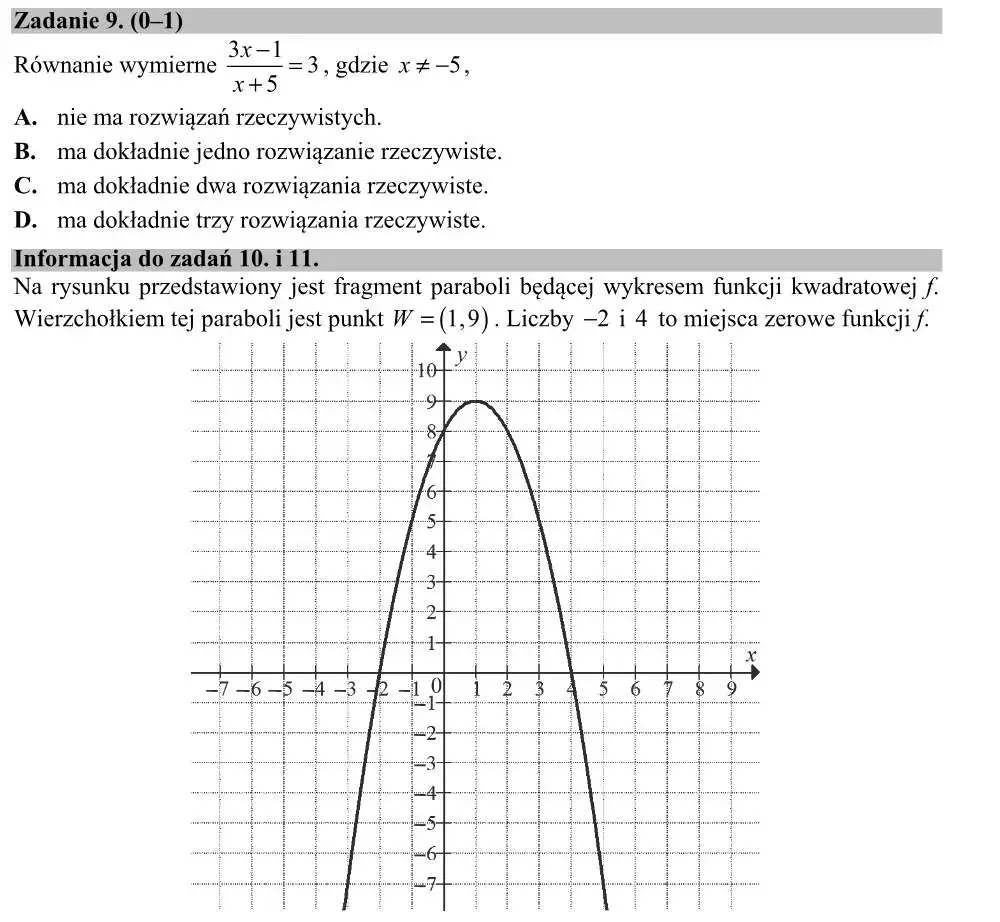 Zadanie 9. (0–1)
Równanie wymierne (3x−1)/(x+5) = 3, gdzie x ≠ −5,
A. nie ma rozwiązań rzeczywistych.
B. ma dokładnie jedno rozwiązanie rzeczywiste.
C. ma dokładnie dwa rozwiązania rzeczywiste.
D. ma dokładnie trzy rozwiązania rzeczywiste.
Informacja do zadań 10. i 11.
Na rysunku przedstawiony jest fragment paraboli będącej wykresem funkcji kwadratowej f.
Wierzchołkiem tej paraboli jest punkt W = (1,9). Liczby −2 i 4 to miejsca zerowe funkcji f.
y
10
9
8
7
6
5
4
3
2
1
x
−7 −6 −5 −4 −3 −2 −1 0 1 2 3 4 5 6 7 8 9
−1
−2
−3
−4
−5
−6
−7